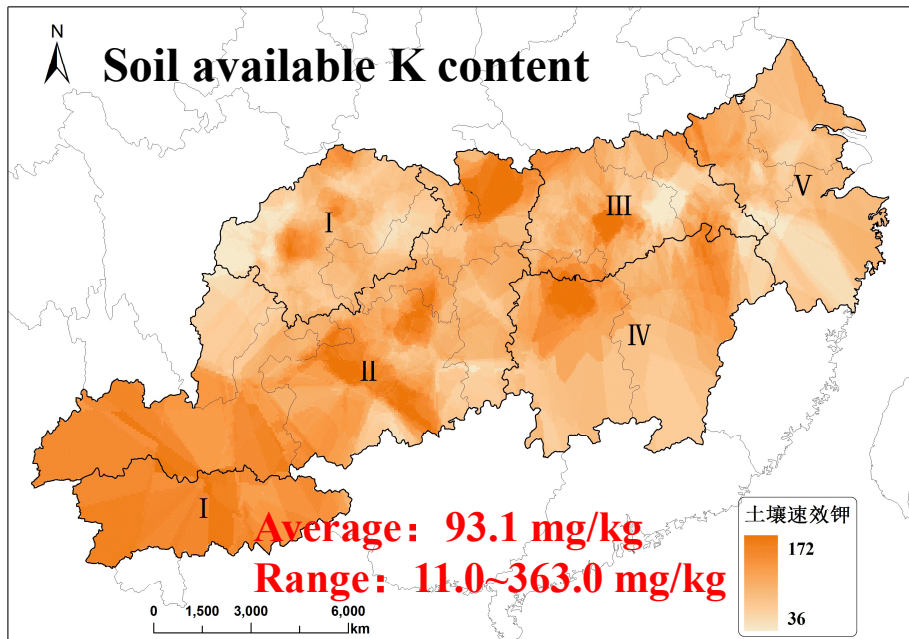 N
Soil available K content
I
III
V
IV
II
I
Average：93.1 mg/kg
Range：11.0~363.0 mg/kg
土壤速效钾
172
36
0 1,500 3,000 6,000
km